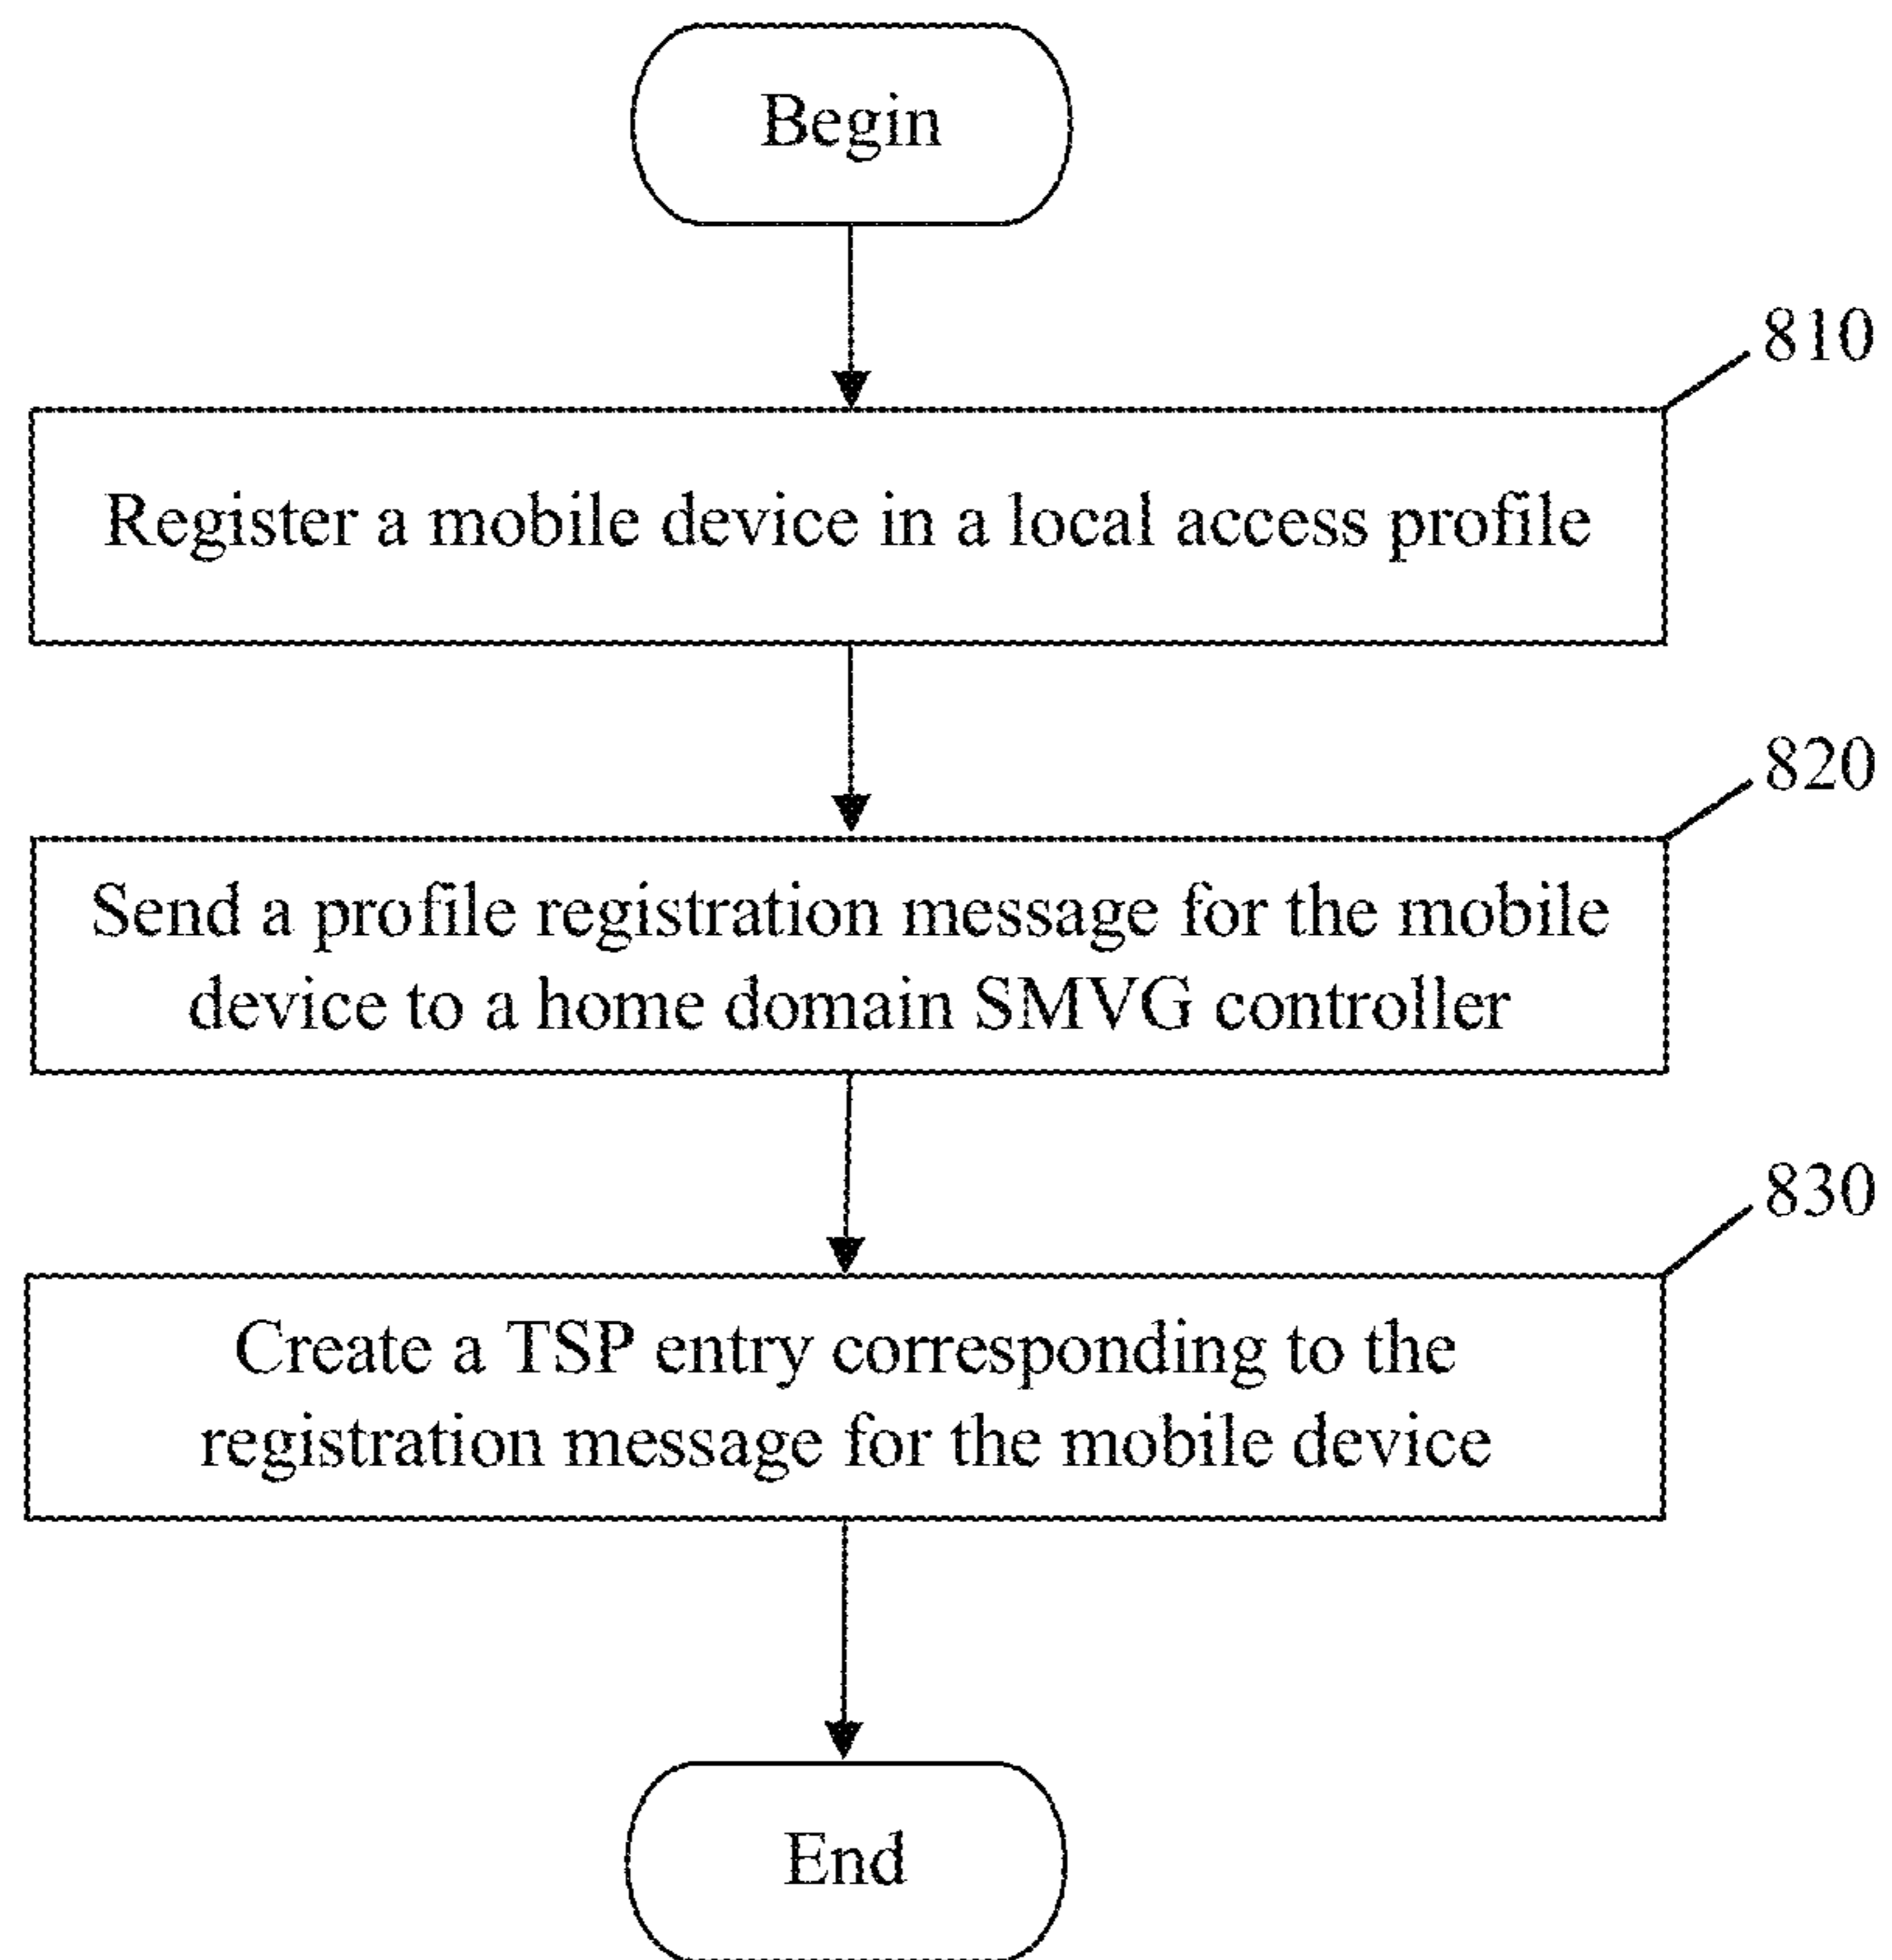 Begin
810
Register a mobile device in a local access profile
820
Send a profile registration message for the mobile
device to a home domain SMVG controller
830
Create a TSP entry corresponding to the
registration message for the mobile device
End